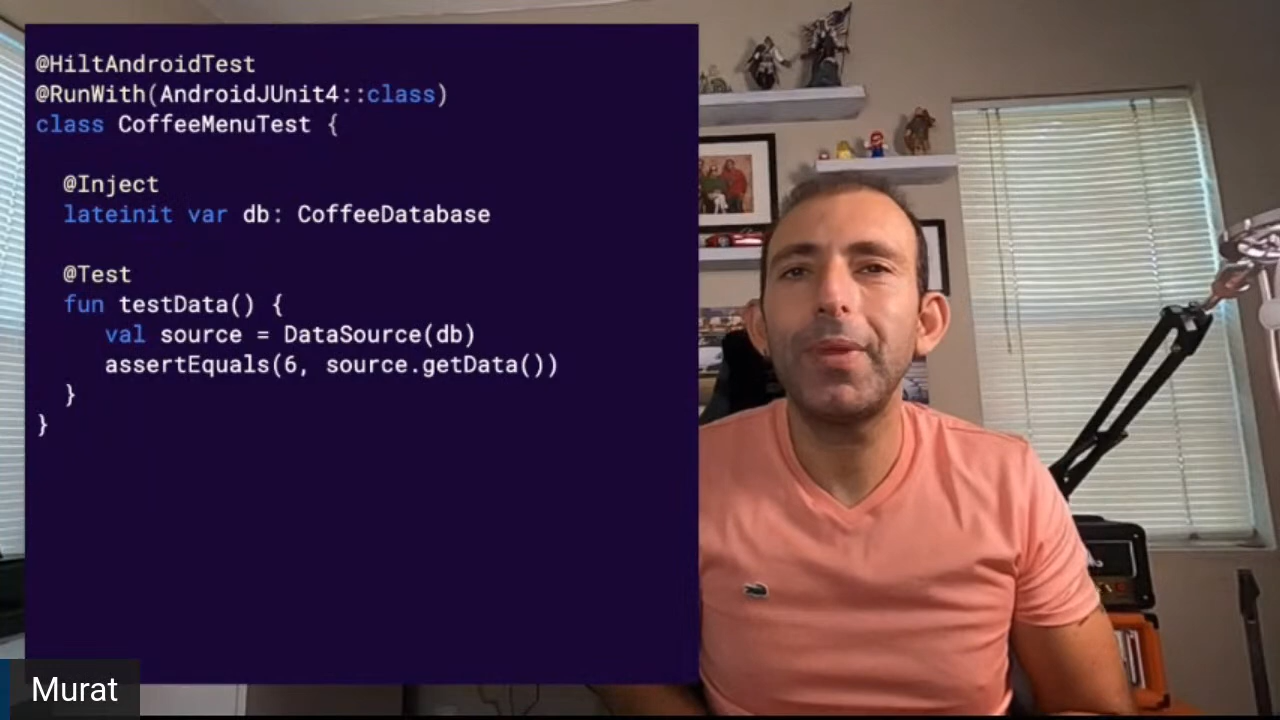 @HiltAndroidTest
@RunWith(AndroidJUnit4::class)
class CoffeeMenuTest {
@Inject
lateinit var db: CoffeeDatabase
@Test
fun testData() {
val source = DataSource(db)
assertEquals(6, source.getData())
}
}
Murat